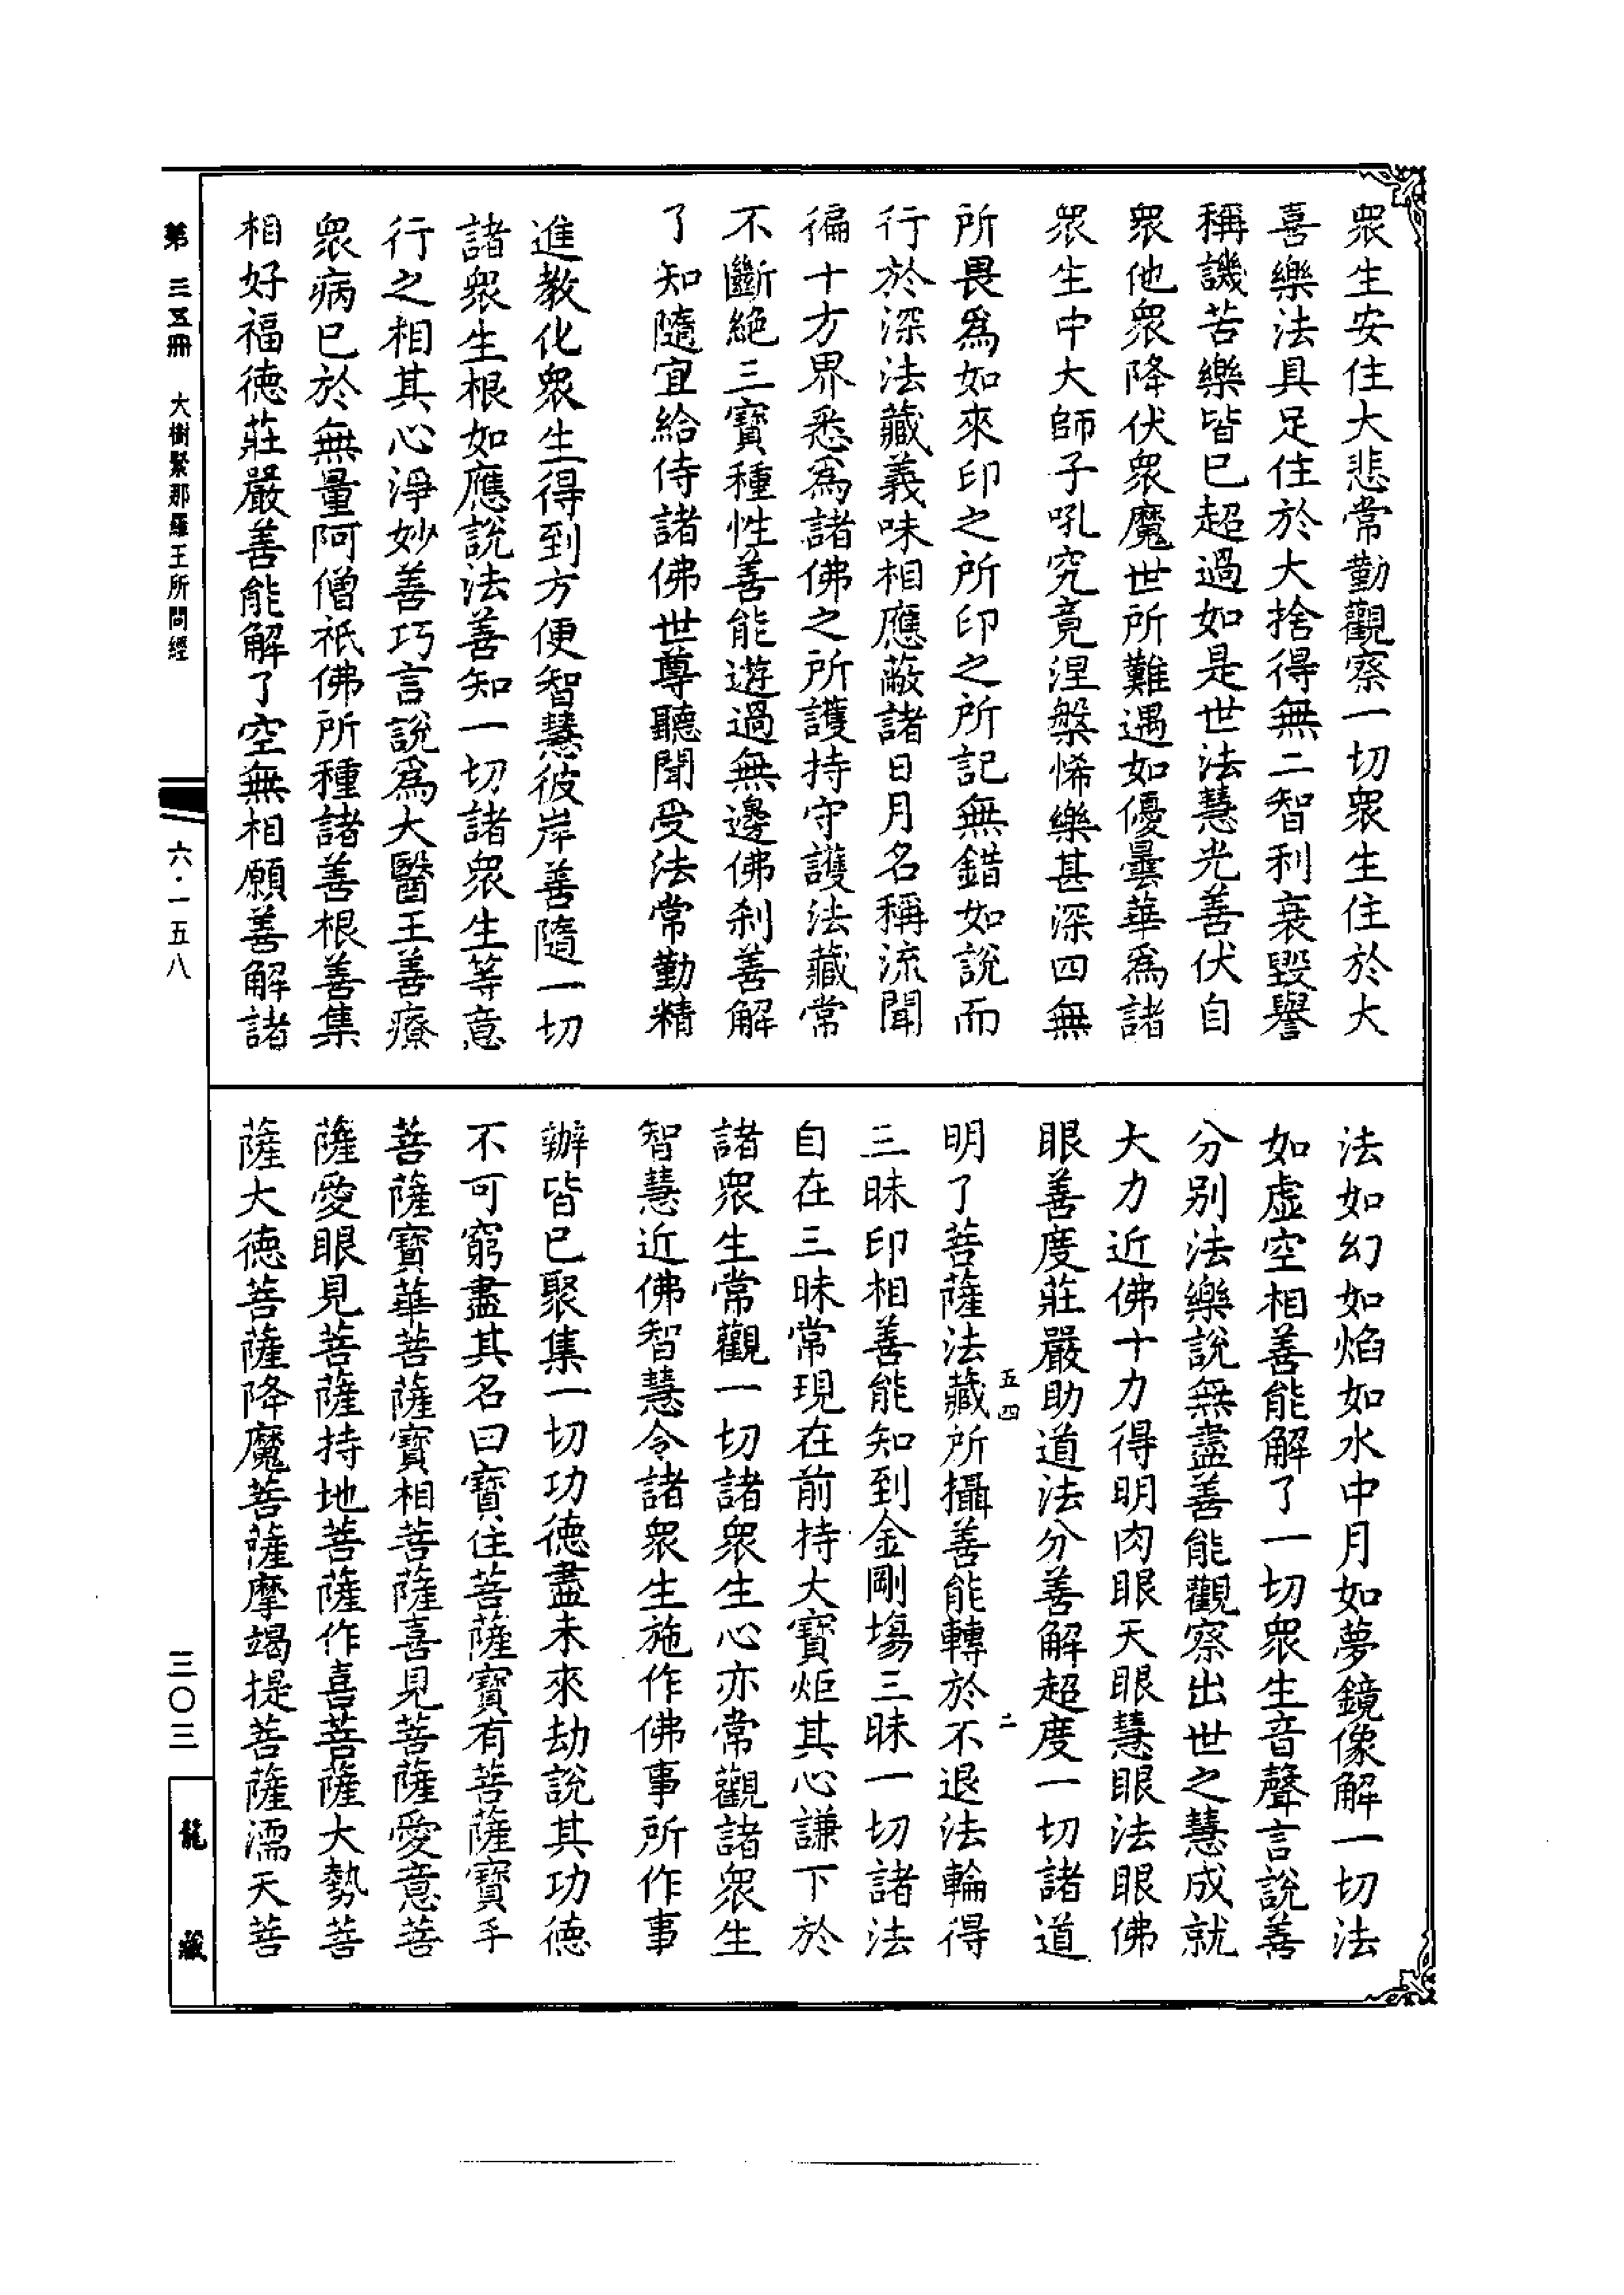 衆生安住大悲常勤觀察一切衆生住於大
喜樂法具足住於大捨得無二智利衰毀譽
稱譏苦樂皆已超過如是世法慧光善伏自
衆他衆降伏衆魔世所難遇如優曇華爲諸
衆生中大師子吼究竟涅槃悕樂甚深四無
所畏爲如來印之所印之所記無錯如說而
行於深法藏義味相應蔽諸日月名稱流聞
徧十方界悉爲諸佛之所護持守護法藏常
不斷絶三寶種性善能遊過無邊佛刹善解
了知隨宜給侍諸佛世尊聽聞受法常勤精
進教化衆生得到方便智慧彼岸善隨一切
諸衆生根如應說法善知一切諸衆生等意
行之相其心淨妙善巧言說爲大醫王善療
衆病已於無量阿僧祇佛所種諸善根善集
相好福德莊嚴善能解了空無相願善解諸
法如幻如焰如水中月如夢鏡像解一切法
如虛空相善能解了一切衆生音聲言說善
分别法樂說無盡善能觀察出世之慧成就
大力近佛十力得明肉眼天眼慧眼法眼佛
眼善度莊嚴助道法分善解超度一切諸道
五四 二
明了菩薩法藏所攝善能轉於不退法輪得
三昧印相善能知到金剛塲三昧一切諸法
自在三昧常現在前持大寶炬其心謙下於
諸衆生常觀一切諸衆生心亦常觀諸衆生
智慧近佛智慧令諸衆生施作佛事所作事
辦皆已聚集一切功德盡未來劫說其功德
不可窮盡其名曰寶住菩薩寶有菩薩寶手
菩薩寶華菩薩寶相菩薩喜見菩薩愛意菩
薩愛眼見菩薩持地菩薩作喜菩薩大勢菩
薩大德菩薩降魔菩薩摩竭提菩薩濡天菩
第三五冊 大樹緊那羅王所問經
六·一五八
三〇三
龍藏